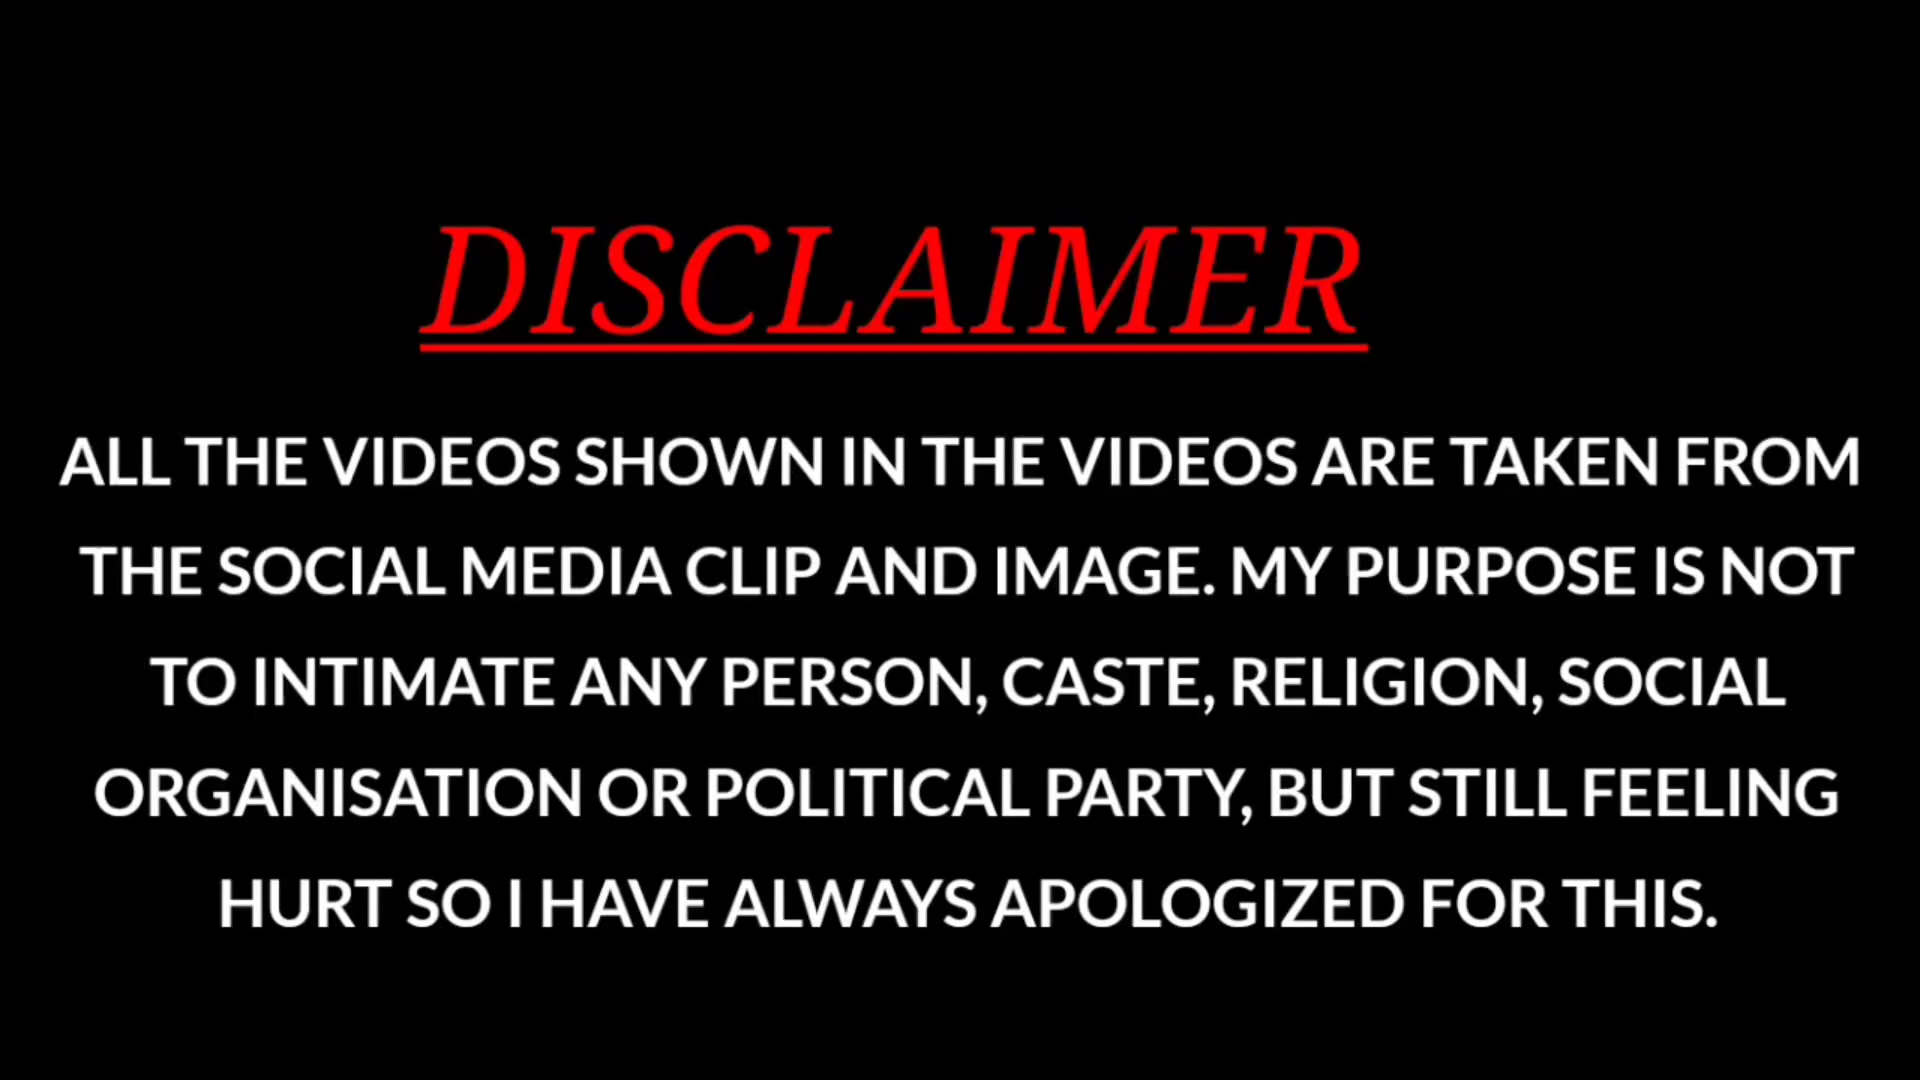 DISCLAIMER
ALL THE VIDEOS SHOWN IN THE VIDEOS ARE TAKEN FROM
THE SOCIAL MEDIA CLIP AND IMAGE. MY PURPOSE IS NOT
TO INTIMATE ANY PERSON, CASTE, RELIGION, SOCIAL
ORGANISATION OR POLITICAL PARTY, BUT STILL FEELING
HURT SO I HAVE ALWAYS APOLOGIZED FOR THIS.